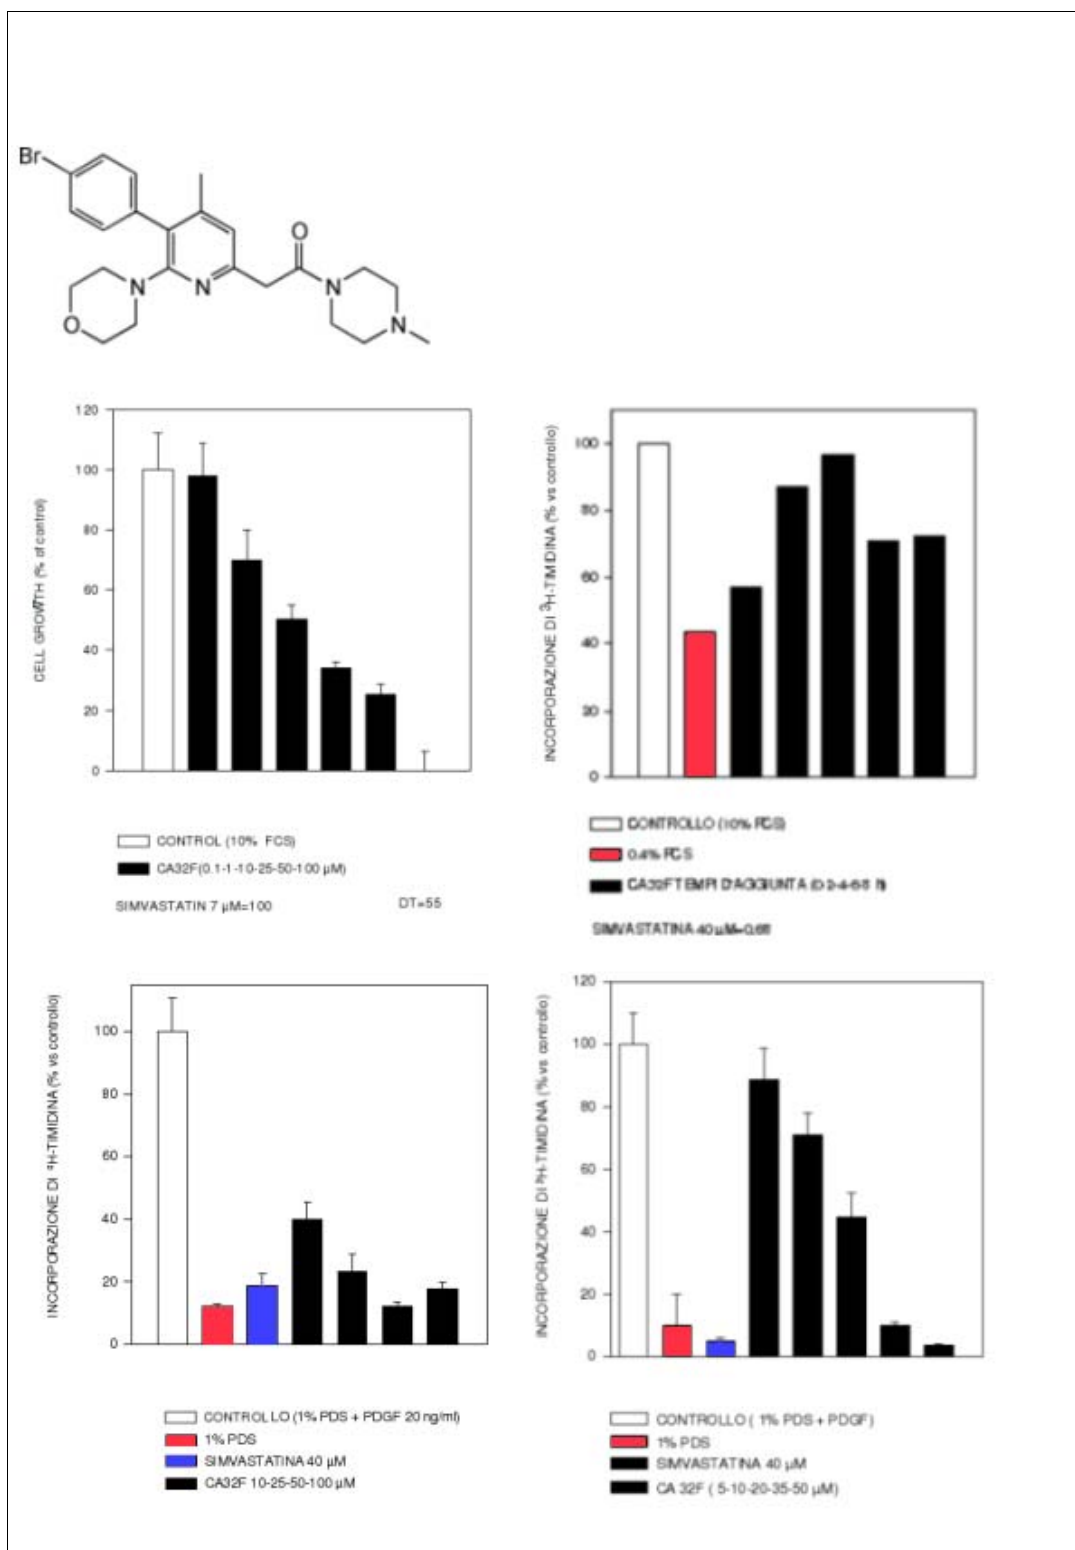 Br
O
N
N
N
O
N
120
100
80
60
40
20
0
CELL GROWTH (% of control)
CONTROL (10% FCS)
CA32F(0.1-1-10-25-50-100 µM)
SIMVASTATIN 7 µM=100 DT=55
100
80
60
40
20
0
INCORPORAZIONE DI ³H-TIMIDINA (% vs controllo)
CONTROLLO (10% FCS)
0.4% FCS
CA32F TEMPI D'AGGIUNTA
SIMVASTATINA 40 µM=
100
80
60
40
20
0
INCORPORAZIONE DI ³H-TIMIDINA (% vs controllo)
CONTROLLO (1% PDS + PDGF 20 ng/ml)
1% PDS
SIMVASTATINA 40 µM
CA32F 10-25-50-100 µM
120
100
80
60
40
20
0
INCORPORAZIONE DI ³H-TIMIDINA (% vs controllo)
CONTROLLO ( 1% PDS + PDGF)
1% PDS
SIMVASTATINA 40 µM
CA 32F ( 5-10-20-35-50 µM)